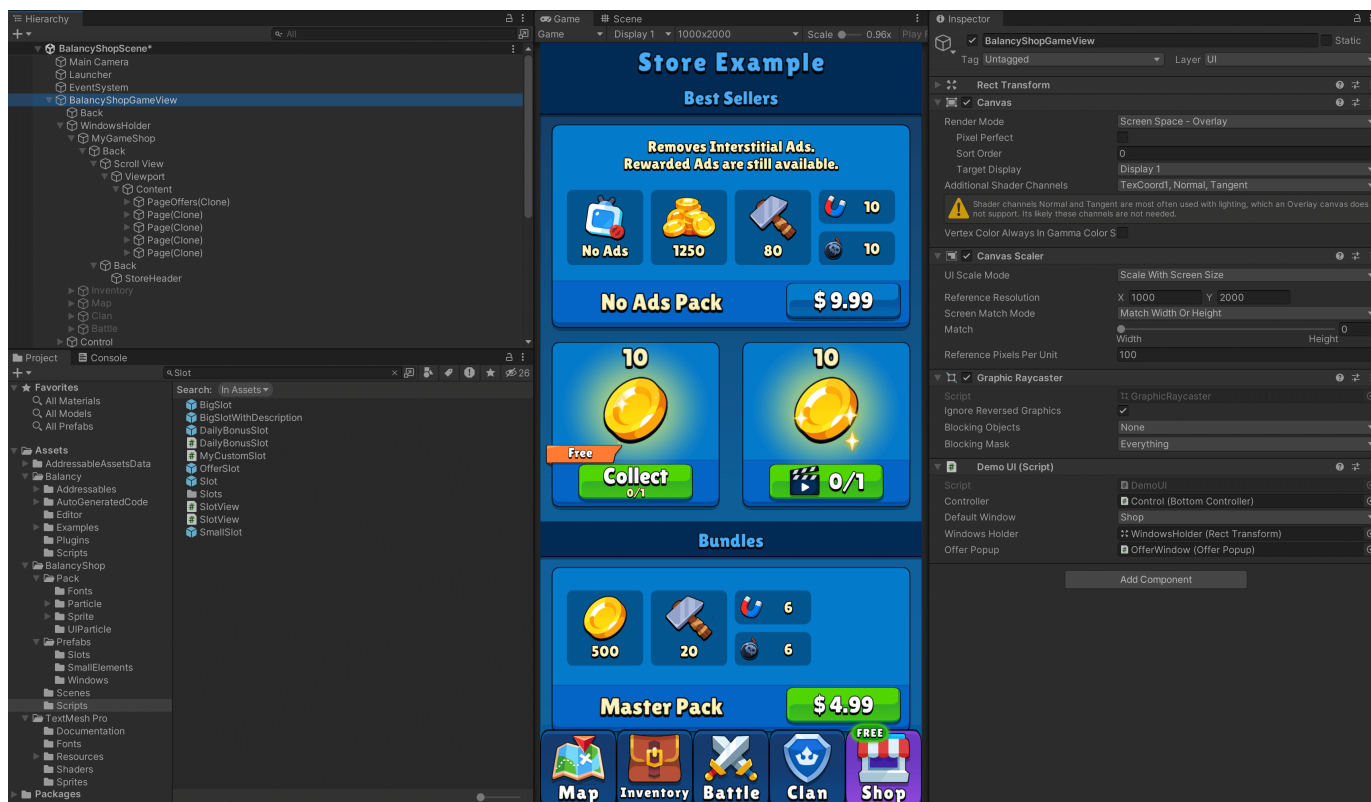 Hierarchy
All
BalancyShopScene*
Main Camera
Launcher
EventSystem
BalancyShopGameView
Back
WindowsHolder
MyGameShop
Back
Scroll View
Viewport
Content
PageOffers(Clone)
Page(Clone)
Page(Clone)
Page(Clone)
Page(Clone)
Back
StoreHeader
Inventory
Map
Clan
Battle
Control
Project Console
Slot
26
Favorites
All Materials
All Models
All Prefabs
Assets
AddressableAssetsData
Balancy
Addressables
AutoGeneratedCode
Editor
Examples
Plugins
Scripts
BalancyShop
Pack
Fonts
Particle
Sprite
UIParticle
Prefabs
Slots
SmallElements
Windows
Scenes
Scripts
TextMesh Pro
Documentation
Fonts
Resources
Shaders
Sprites
Packages
Search: In Assets
BigSlot
BigSlotWithDescription
DailyBonusSlot
DailyBonusSlot
MyCustomSlot
OfferSlot
Slot
Slots
SlotView
SlotView
SmallSlot
Game Scene
Game Display 1 1000x2000 Scale 0.96x Play
Store Example
Best Sellers
Removes Interstitial Ads.
Rewarded Ads are still available.
No Ads
1250
80
10
10
No Ads Pack
$ 9.99
10
Free
Collect
0/1
10
0/1
Bundles
500
20
6
6
Master Pack
$ 4.99
FREE
Map
Inventory
Battle
Clan
Shop
Inspector
BalancyShopGameView Static
Tag Untagged Layer UI
Rect Transform
Canvas
Render Mode Screen Space - Overlay
Pixel Perfect
Sort Order 0
Target Display Display 1
Additional Shader Channels TexCoord1, Normal, Tangent
Shader channels Normal and Tangent are most often used with lighting, which an Overlay canvas does
not support. Its likely these channels are not needed.
Vertex Color Always In Gamma Color S
Canvas Scaler
UI Scale Mode Scale With Screen Size
Reference Resolution X 1000 Y 2000
Screen Match Mode Match Width Or Height
Match 0
Width Height
Reference Pixels Per Unit 100
Graphic Raycaster
Script GraphicRaycaster
Ignore Reversed Graphics
Blocking Objects None
Blocking Mask Everything
Demo UI (Script)
Script DemoUI
Controller Control (Bottom Controller)
Default Window Shop
Windows Holder WindowsHolder (Rect Transform)
Offer Popup OfferWindow (Offer Popup)
Add Component